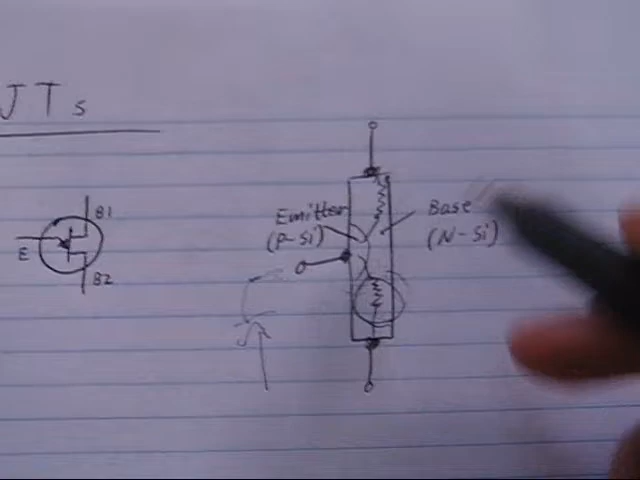 JTs
B1
E
B2
Emitter
(P-Si)
Base
(N-Si)